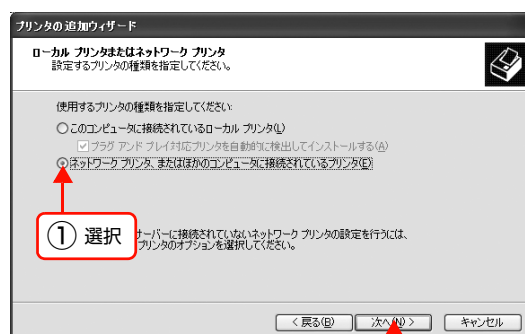 プリンタの追加ウィザード
ローカル プリンタまたはネットワーク プリンタ
設定するプリンタの種類を指定してください。
使用するプリンタの種類を指定してください:
このコンピュータに接続されているローカル プリンタ(L)
プラグ アンド プレイ対応プリンタを自動的に検出してインストールする(A)
ネットワーク プリンタ、またはほかのコンピュータに接続されているプリンタ(E)
① 選択
サーバーに接続されていないネットワーク プリンタの設定を行うには、
プリンタのオプションを選択してください。
< 戻る(B)
次へ(N) >
キャンセル